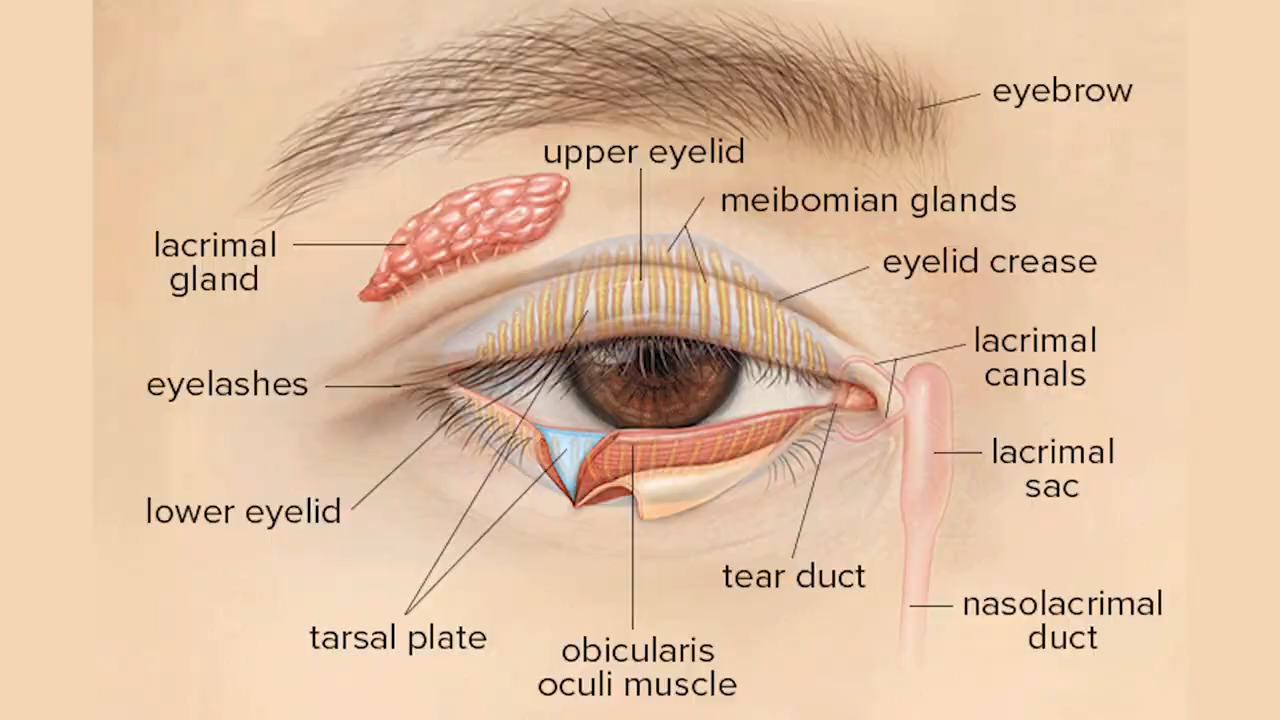 eyebrow
upper eyelid
meibomian glands
lacrimal
gland
eyelid crease
lacrimal
canals
eyelashes
lacrimal
sac
lower eyelid
tear duct
nasolacrimal
duct
tarsal plate
obicularis
oculi muscle